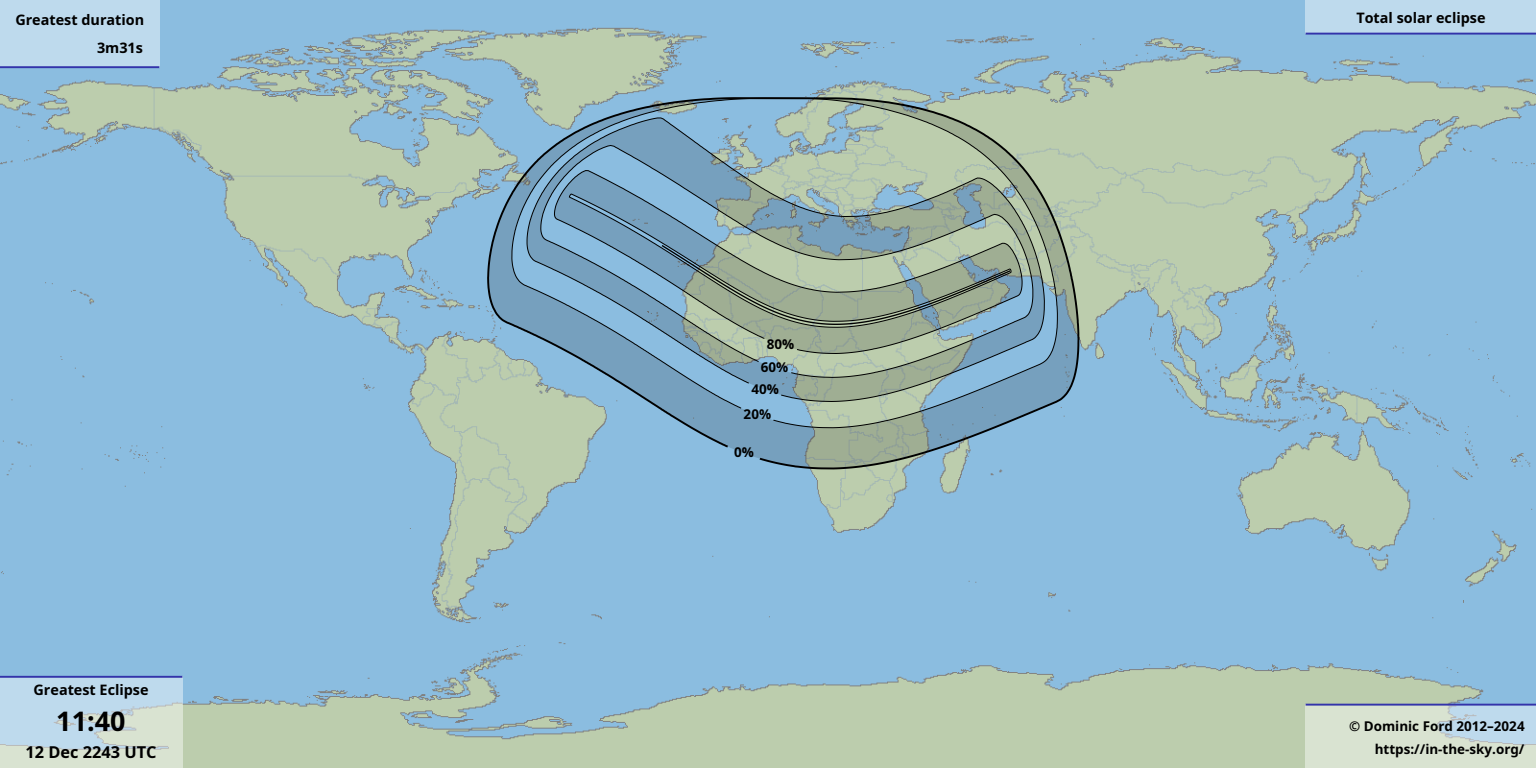 Greatest duration
3m31s
Total solar eclipse
80%
60%
40%
20%
0%
Greatest Eclipse
11:40
12 Dec 2243 UTC
© Dominic Ford 2012–2024
https://in-the-sky.org/